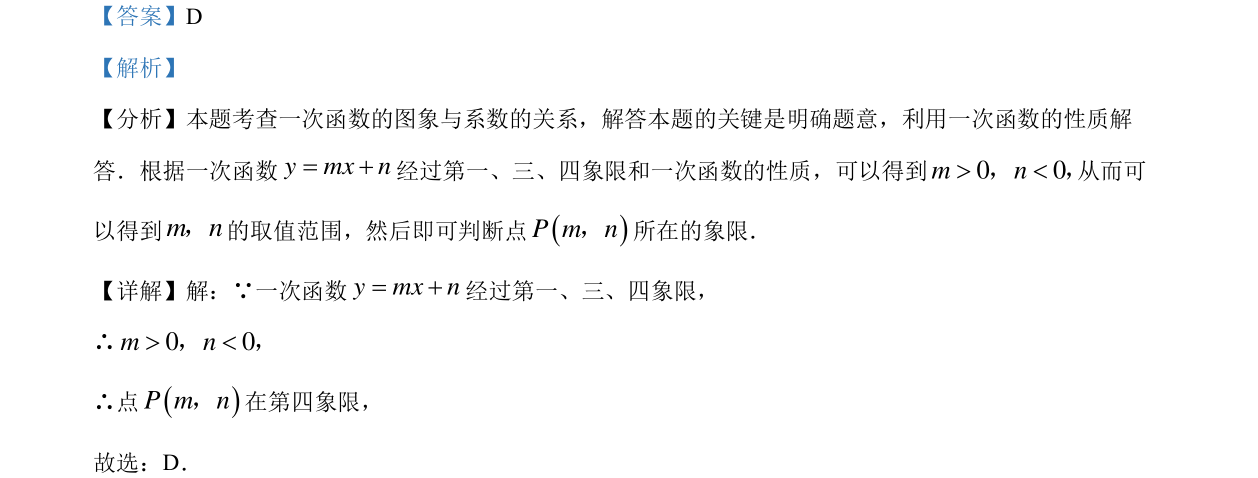 【答案】D
【解析】
【分析】本题考查一次函数的图象与系数的关系，解答本题的关键是明确题意，利用一次函数的性质解
答．根据一次函数 y = mx + n 经过第一、三、四象限和一次函数的性质，可以得到 m > 0，n < 0，从而可
以得到 m，n 的取值范围，然后即可判断点 P(m，n) 所在的象限．
【详解】解：∵一次函数 y = mx + n 经过第一、三、四象限，
∴ m > 0，n < 0，
∴点 P(m，n) 在第四象限，
故选：D．